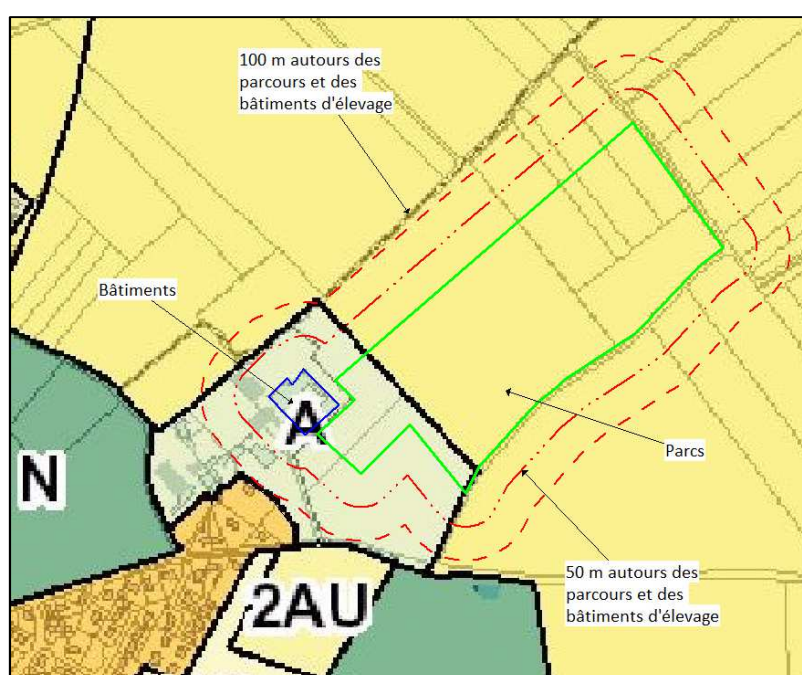 100 m autours des
parcours et des
bâtiments d'élevage
Bâtiments
A
N
Parcs
50 m autours des
parcours et des
bâtiments d'élevage
2AU